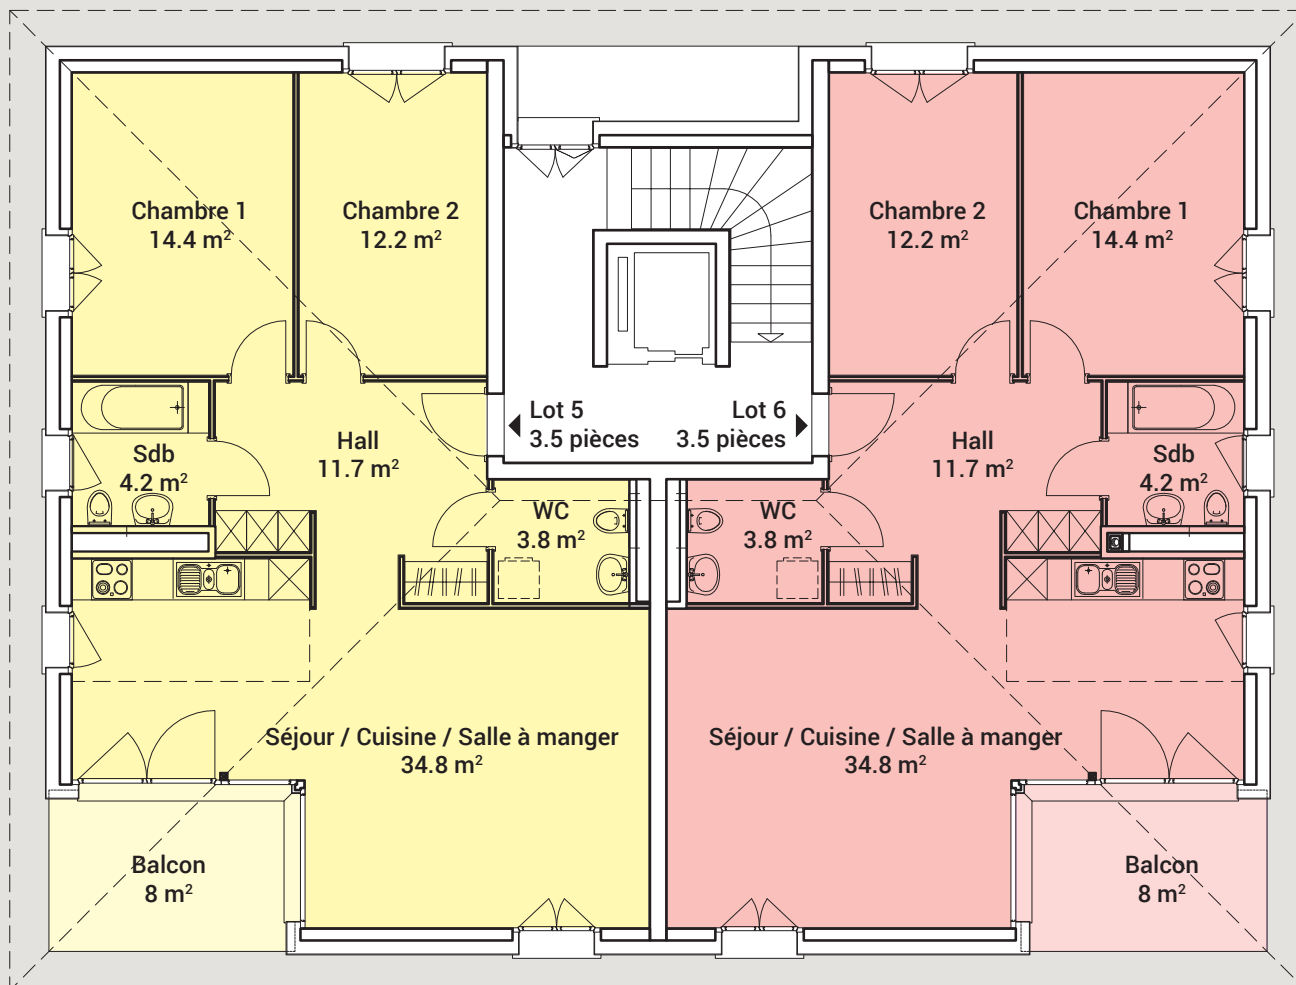 Chambre 1
14.4 m²
Chambre 2
12.2 m²
Chambre 2
12.2 m²
Chambre 1
14.4 m²
Lot 5
3.5 pièces
Lot 6
3.5 pièces
Sdb
4.2 m²
Hall
11.7 m²
Hall
11.7 m²
Sdb
4.2 m²
WC
3.8 m²
WC
3.8 m²
Séjour / Cuisine / Salle à manger
34.8 m²
Séjour / Cuisine / Salle à manger
34.8 m²
Balcon
8 m²
Balcon
8 m²